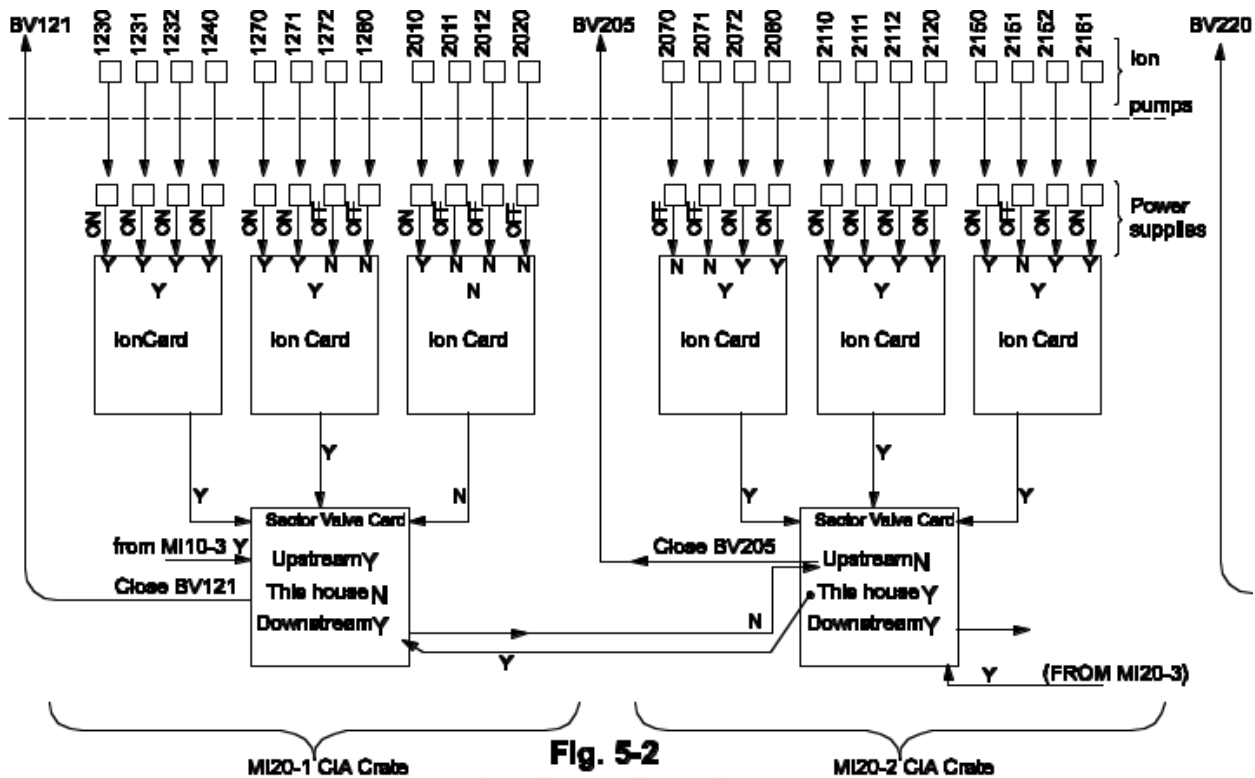 BV121 1230 1231 1232 1240 1270 1271 1272 1280 2010 2011 2012 2020 BV205 2070 2071 2072 2080 2110 2111 2112 2120 2150 2151 2152 2161 BV220
Ion
pumps
ON ON ON ON ON ON OFF OFF ON OFF OFF OFF OFF OFF ON ON ON ON ON ON ON OFF ON ON
Power
supplies
Y Y Y Y Y Y N N Y N N N N N Y Y Y Y Y Y Y N Y Y
Y Y N Y Y Y
IonCard Ion Card Ion Card Ion Card Ion Card Ion Card
Y Y
Y N Y Y
Sector Valve Card Sector Valve Card
from MI10-3 Y
Upstream Y
Close BV205
Upstream N
Close BV121
This house N
This house Y
Downstream Y
N
Downstream Y
Y
Y (FROM MI20-3)
Fig. 5-2
MI20-1 CIA Crate MI20-2 CIA Crate